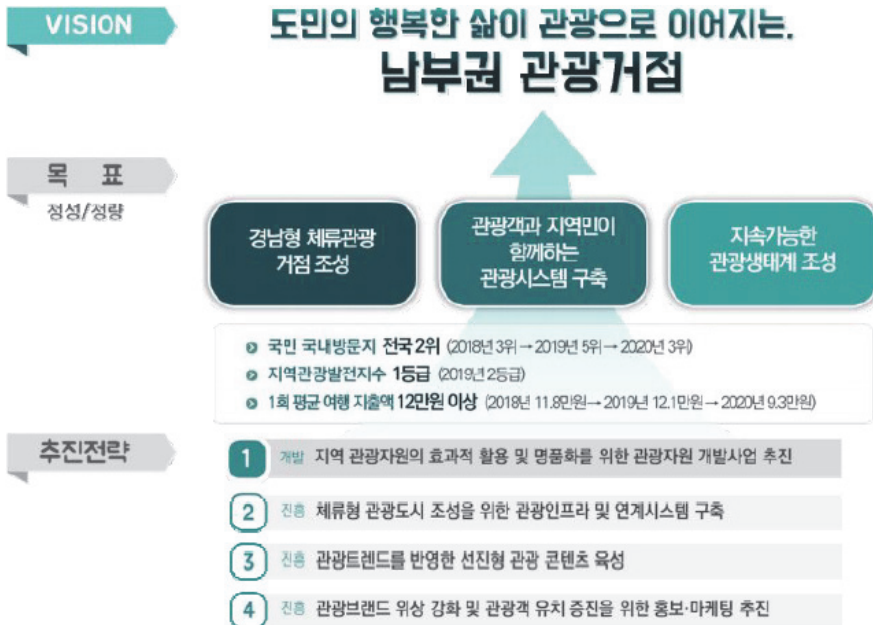 VISION
도민의 행복한 삶이 관광으로 이어지는,
남부권 관광거점
목 표
정성/정량
경남형 체류관광
거점 조성
관광객과 지역민이
함께하는
관광시스템 구축
지속가능한
관광생태계 조성
국민 국내방문지 전국 2위 (2018년 3위→2019년 5위→2020년 3위)
지역관광발전지수 1등급 (2019년 2등급)
1회 평균 여행 지출액 12만원 이상 (2018년 11.8만원→2019년 12.1만원→2020년 9.3만원)
추진전략
1 개발 지역 관광자원의 효과적 활용 및 명품화를 위한 관광자원 개발사업 추진
2 진흥 체류형 관광도시 조성을 위한 관광인프라 및 연계시스템 구축
3 진흥 관광트렌드를 반영한 선진형 관광 콘텐츠 육성
4 진흥 관광브랜드 위상 강화 및 관광객 유치 증진을 위한 홍보·마케팅 추진